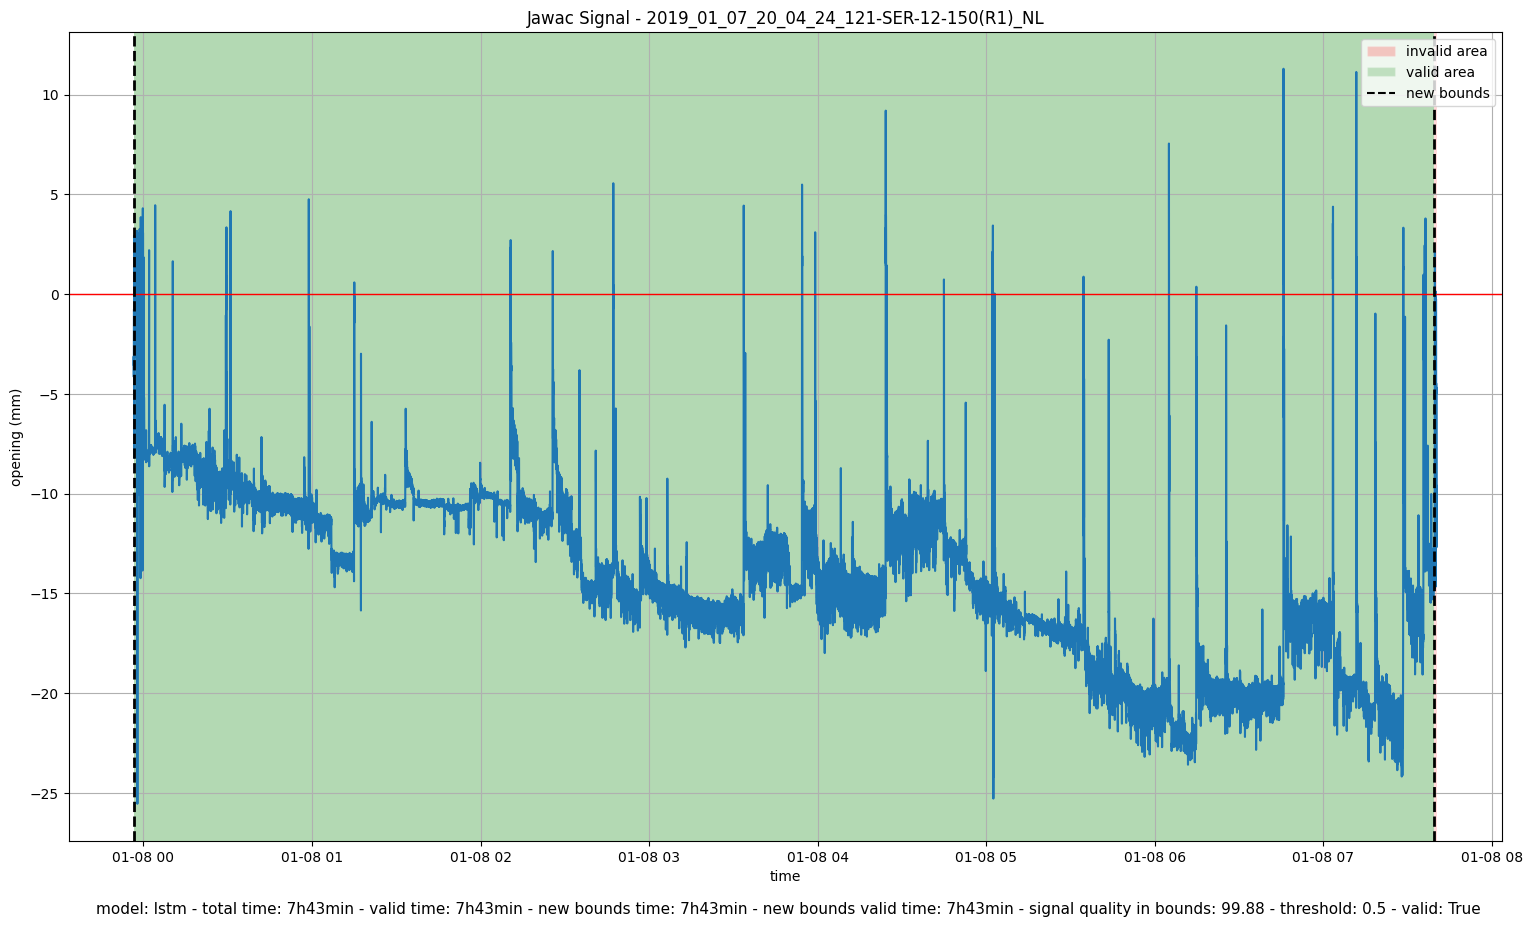 Jawac Signal - 2019_01_07_20_04_24_121-SER-12-150(R1)_NL
invalid area
valid area
new bounds
opening (mm)
10
5
0
−5
−10
−15
−20
−25
01-08 00
01-08 01
01-08 02
01-08 03
01-08 04
01-08 05
01-08 06
01-08 07
01-08 08
time
model: lstm - total time: 7h43min - valid time: 7h43min - new bounds time: 7h43min - new bounds valid time: 7h43min - signal quality in bounds: 99.88 - threshold: 0.5 - valid: True